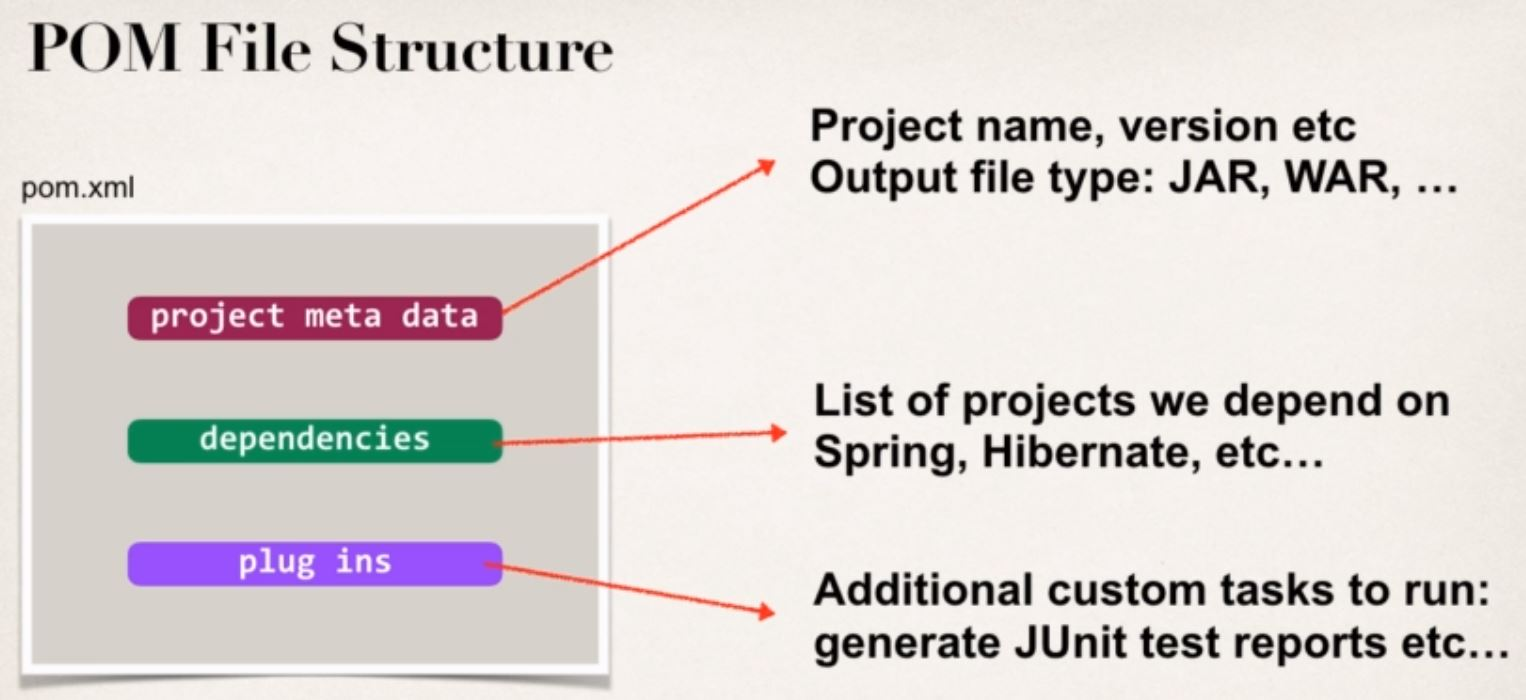 POM File Structure
pom.xml
project meta data
Project name, version etc
Output file type: JAR, WAR, …
dependencies
List of projects we depend on
Spring, Hibernate, etc…
plug ins
Additional custom tasks to run:
generate JUnit test reports etc…